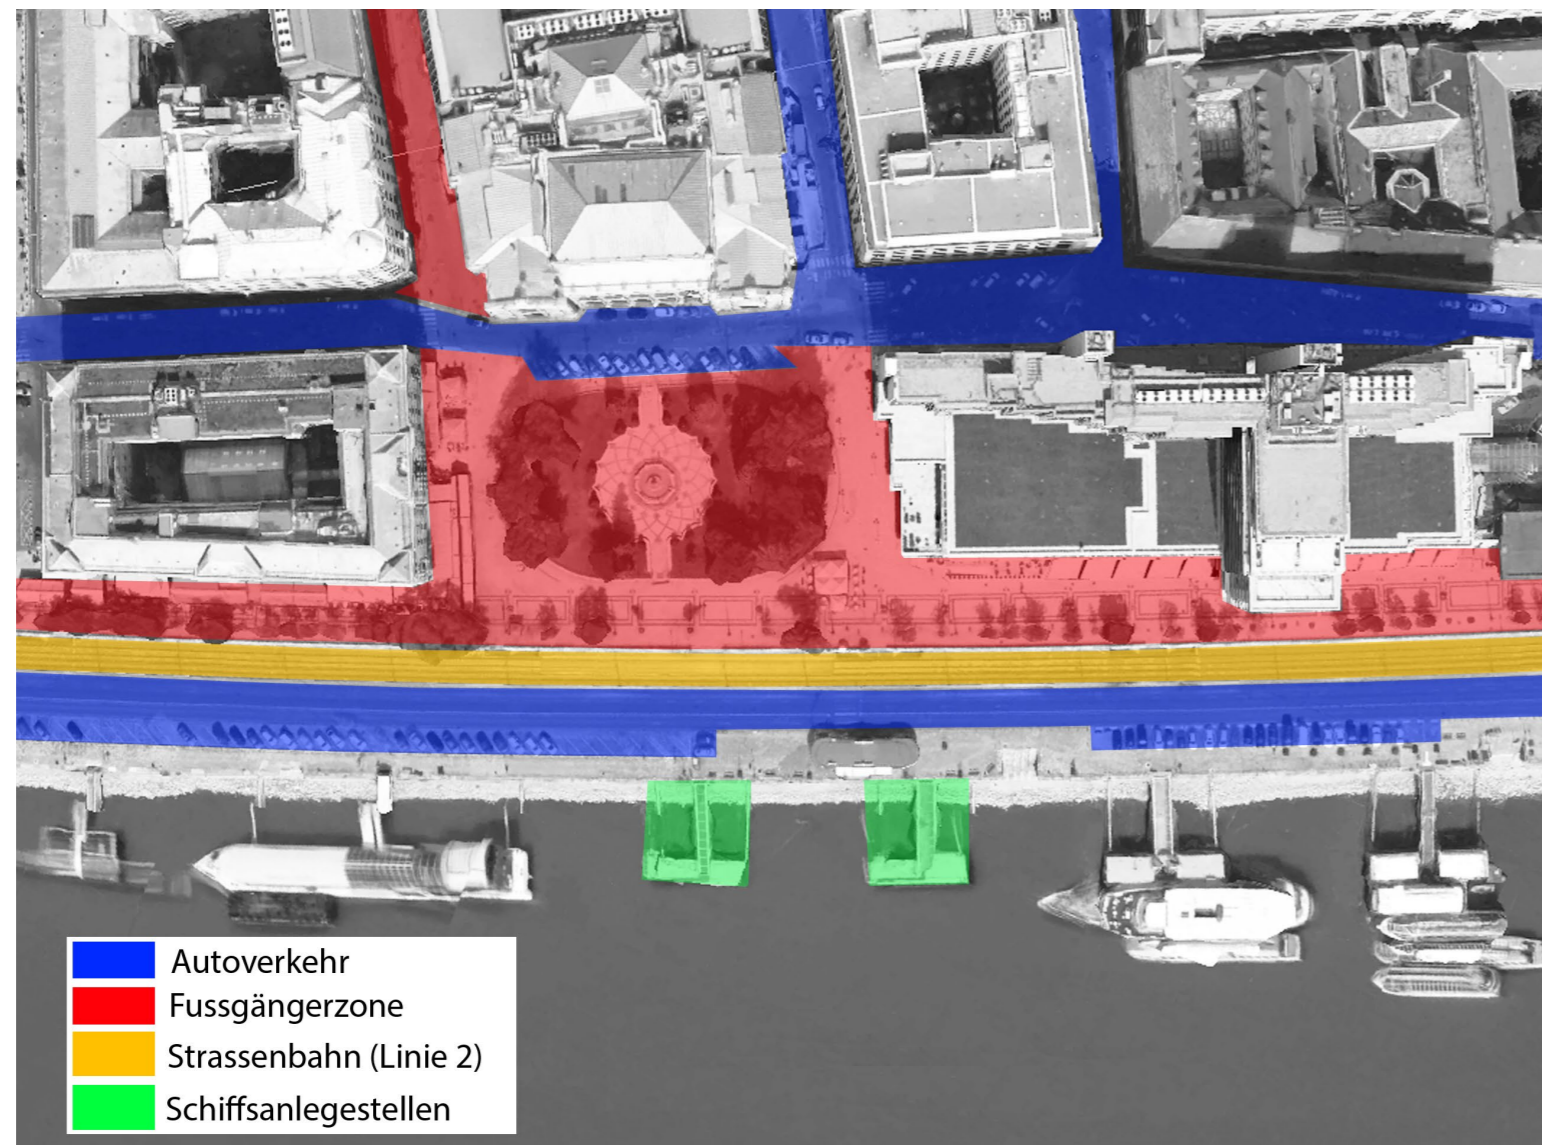 Autoverkehr
Fussgängerzone
Strassenbahn (Linie 2)
Schiffsanlegestellen